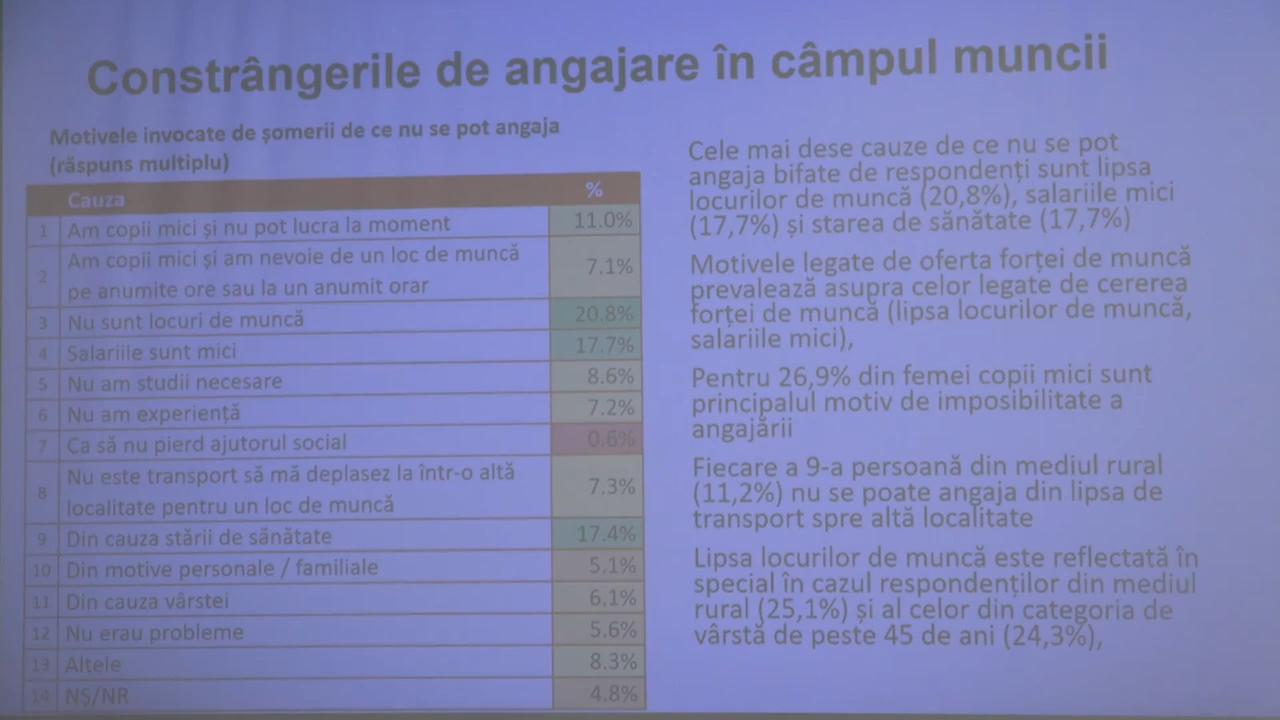 Constrângerile de angajare în câmpul muncii
Motivele invocate de șomerii de ce nu se pot angaja
(răspuns multiplu)
Cauza %
1 Am copii mici și nu pot lucra la moment 11.0%
2 Am copii mici și am nevoie de un loc de muncă
pe anumite ore sau la un anumit orar 7.1%
3 Nu sunt locuri de muncă 20.8%
4 Salariile sunt mici 17.7%
5 Nu am studii necesare 8.6%
6 Nu am experiență 7.2%
7 Ca să nu pierd ajutorul social 0.6%
8 Nu este transport să mă deplasez la într-o altă
localitate pentru un loc de muncă 7.3%
9 Din cauza stării de sănătate 17.4%
10 Din motive personale / familiale 5.1%
11 Din cauza vârstei 6.1%
12 Nu erau probleme 5.6%
13 Altele 8.3%
14 NȘ/NR 4.8%
Cele mai dese cauze de ce nu se pot
angaja bifate de respondenți sunt lipsa
locurilor de muncă (20,8%), salariile mici
(17,7%) și starea de sănătate (17,7%)
Motivele legate de oferta forței de muncă
prevalează asupra celor legate de cererea
forței de muncă (lipsa locurilor de muncă,
salariile mici),
Pentru 26,9% din femei copii mici sunt
principalul motiv de imposibilitate a
angajării
Fiecare a 9-a persoană din mediul rural
(11,2%) nu se poate angaja din lipsa de
transport spre altă localitate
Lipsa locurilor de muncă este reflectată în
special în cazul respondenților din mediul
rural (25,1%) și al celor din categoria de
vârstă de peste 45 de ani (24,3%),